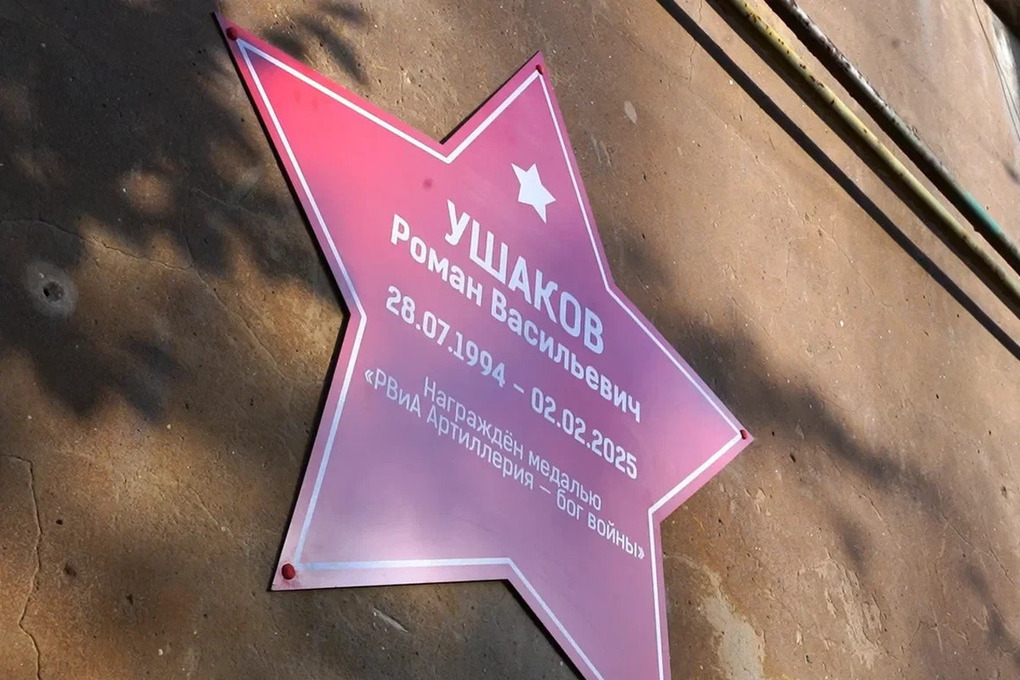 УШАКОВ
Роман Васильевич
28.07.1994 – 02.02.2025
Награждён медалью
«РВиА Артиллерия – бог войны»